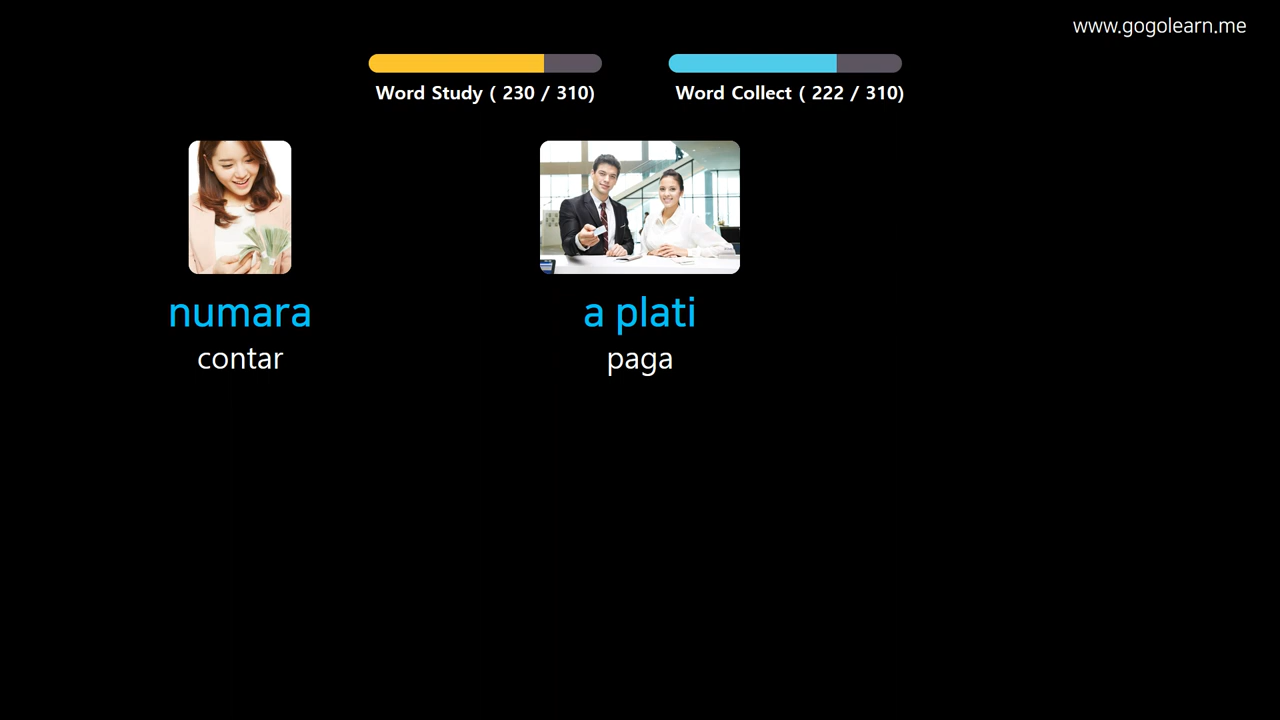 www.gogolearn.me
Word Study ( 230 / 310)
Word Collect ( 222 / 310)
numara
contar
a plati
paga